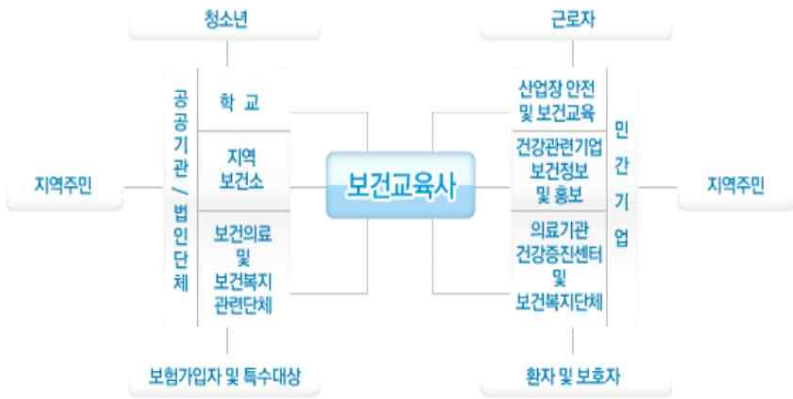 청소년
근로자
공공기관 / 법인단체
학 교
지역
보건소
보건의료
및
보건복지
관련단체
지역주민
보건교육사
산업장 안전
및 보건교육
건강관련기업
보건정보
및 홍보
의료기관
건강증진센터
및
보건복지단체
민간기업
지역주민
보험가입자 및 특수대상
환자 및 보호자